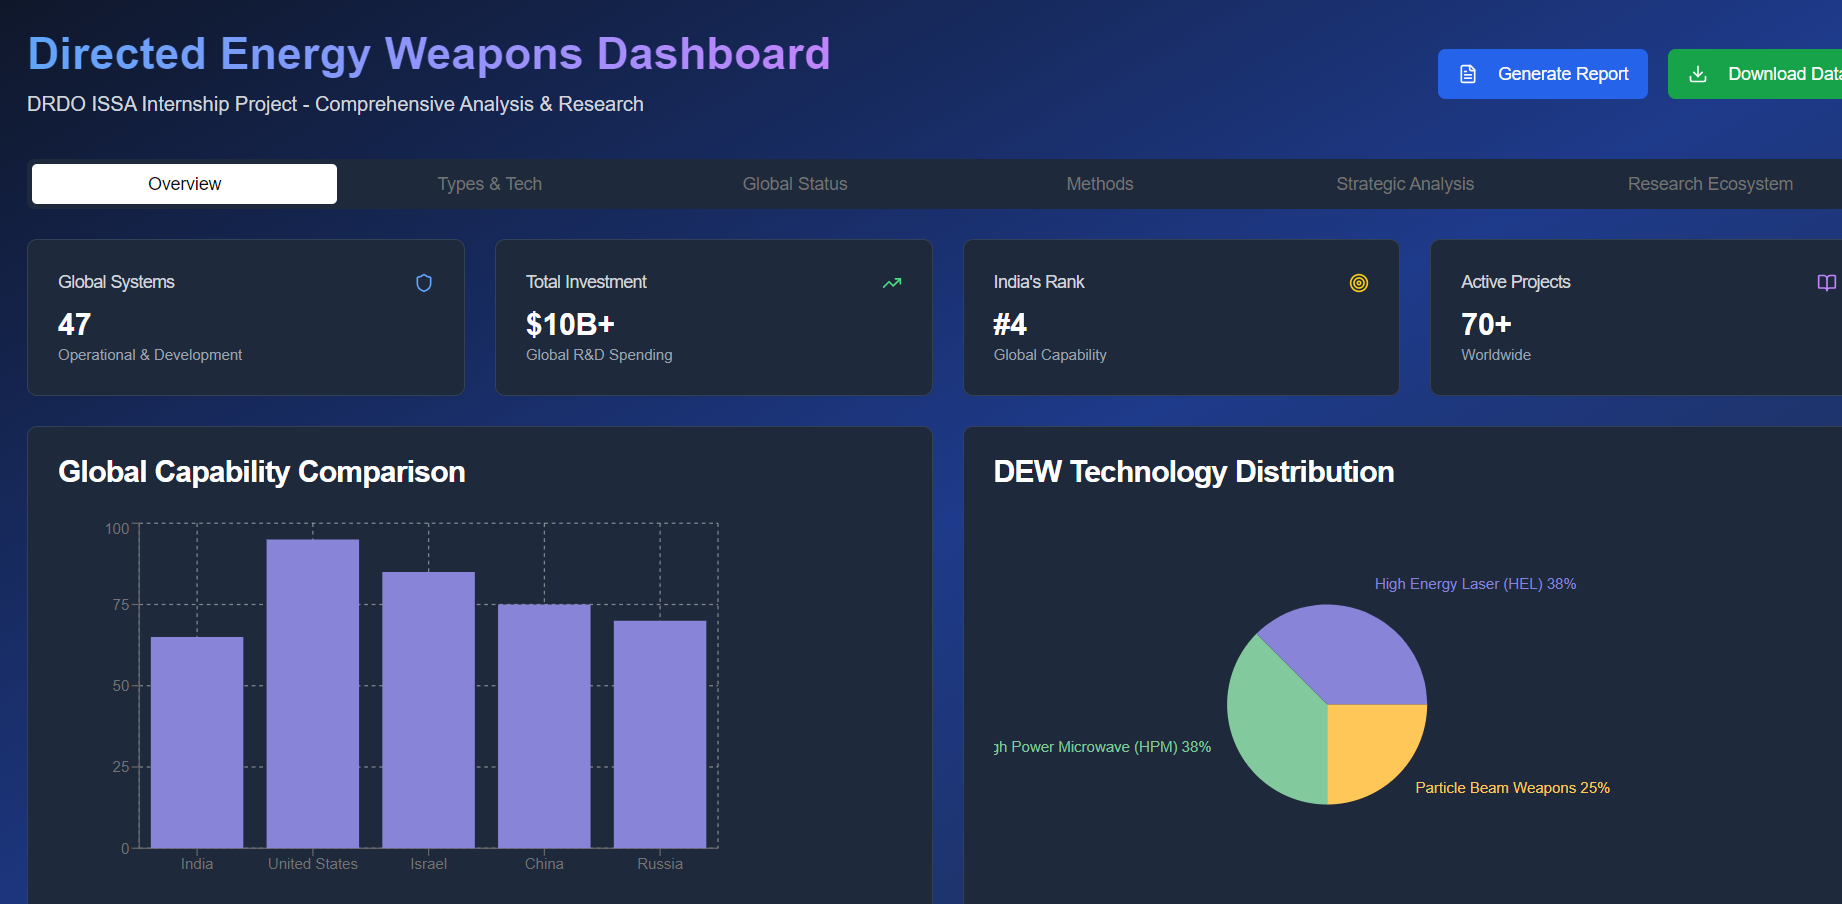 Directed Energy Weapons Dashboard
DRDO ISSA Internship Project - Comprehensive Analysis & Research
Generate Report
Download Data
Overview
Types & Tech
Global Status
Methods
Strategic Analysis
Research Ecosystem
Global Systems
47
Operational & Development
Total Investment
$10B+
Global R&D Spending
India's Rank
#4
Global Capability
Active Projects
70+
Worldwide
Global Capability Comparison
100
75
50
25
0
India
United States
Israel
China
Russia
DEW Technology Distribution
High Energy Laser (HEL) 38%
gh Power Microwave (HPM) 38%
Particle Beam Weapons 25%